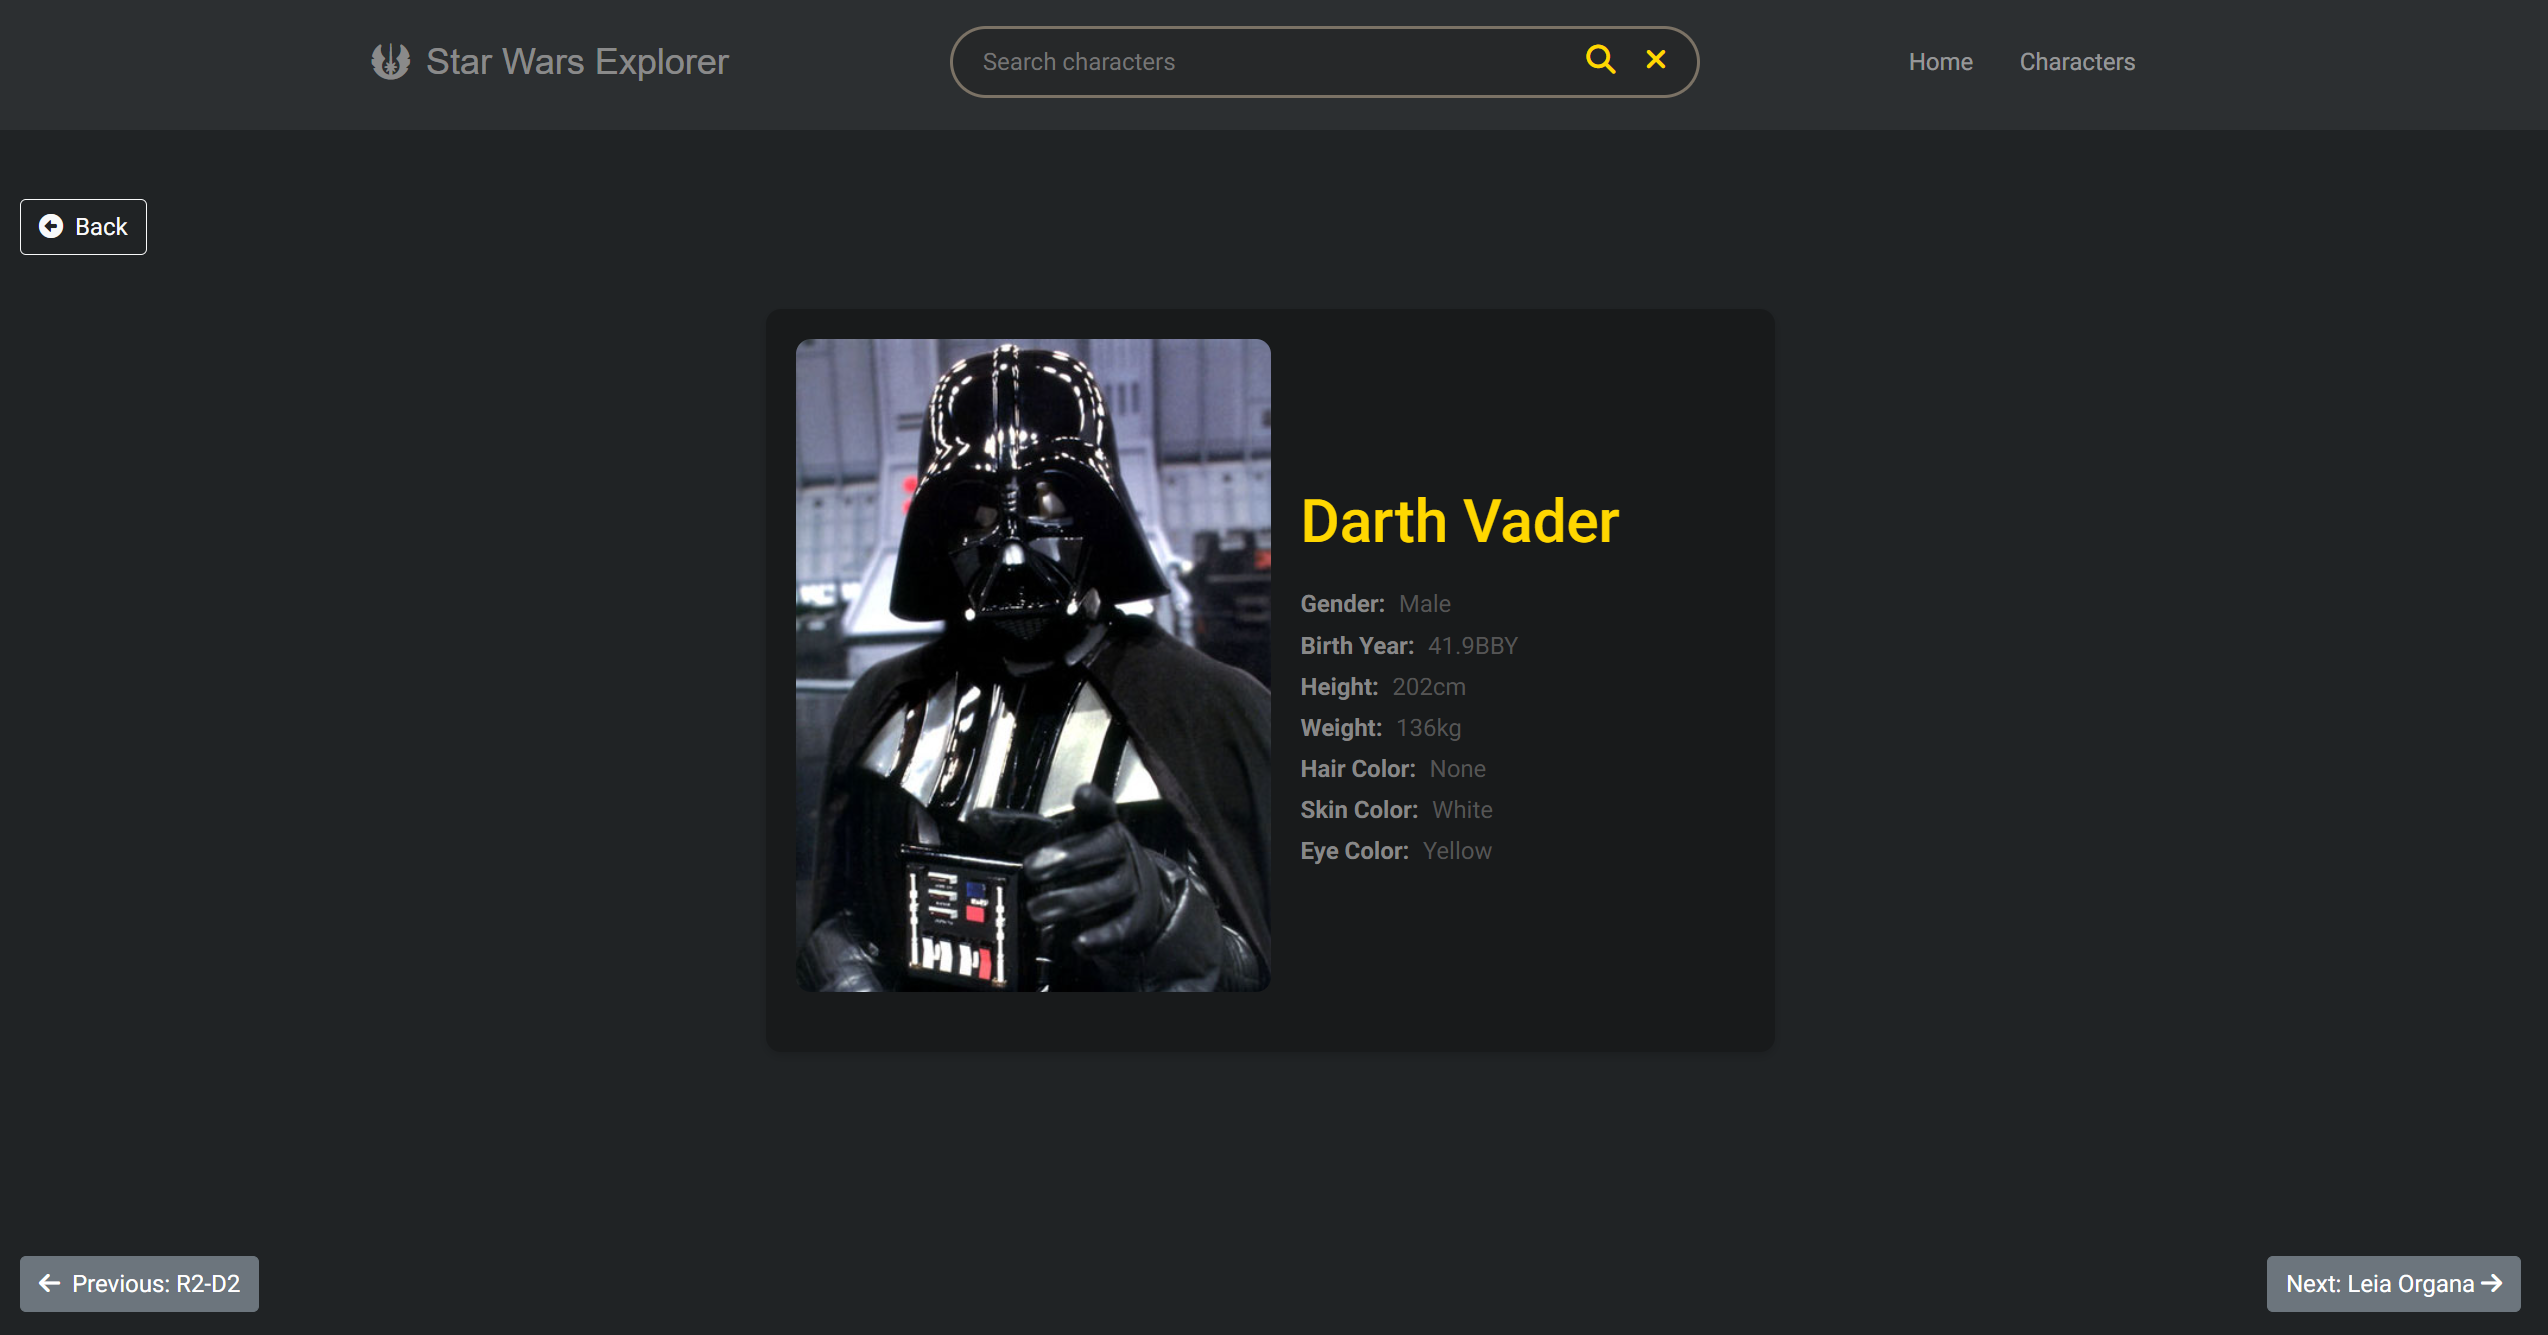 Star Wars Explorer
Search characters
Home
Characters
Back
Darth Vader
Gender: Male
Birth Year: 41.9BBY
Height: 202cm
Weight: 136kg
Hair Color: None
Skin Color: White
Eye Color: Yellow
Previous: R2-D2
Next: Leia Organa